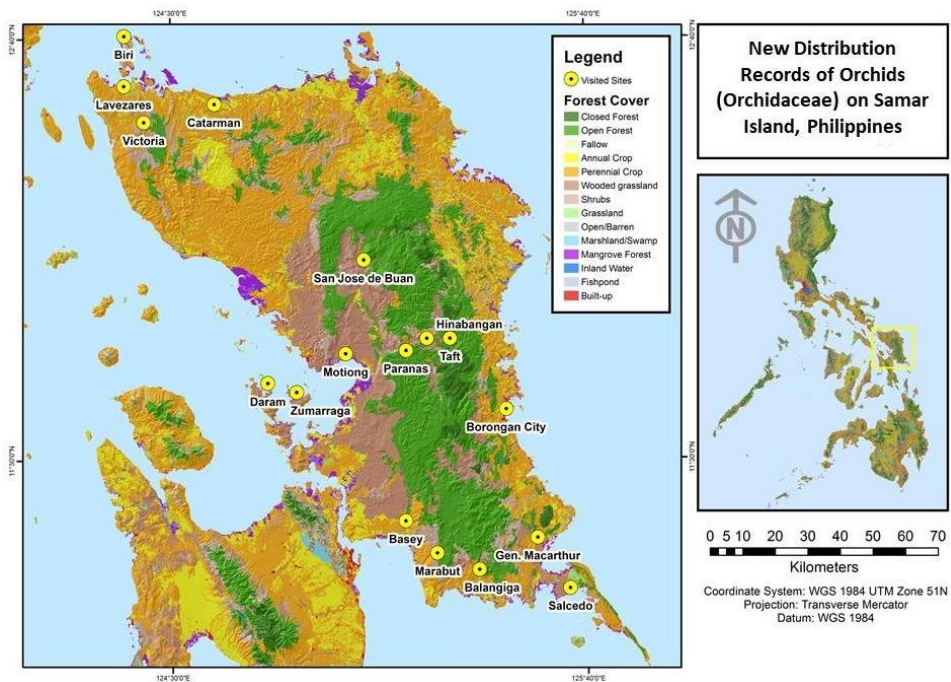 124°30'0"E
125°40'0"E
12°40'0"N
12°40'0"N
Biri
Lavezares
Catarman
Victoria
San Jose de Buan
Hinabangan
Motiong
Paranas
Taft
Daram
Zumarraga
Borongan City
Basey
Gen. Macarthur
Marabut
Balangiga
Salcedo
11°30'0"N
11°30'0"N
124°30'0"E
125°40'0"E
Legend
Visited Sites
Forest Cover
Closed Forest
Open Forest
Fallow
Annual Crop
Perennial Crop
Wooded grassland
Shrubs
Grassland
Open/Barren
Marshland/Swamp
Mangrove Forest
Inland Water
Fishpond
Built-up
New Distribution
Records of Orchids
(Orchidaceae) on Samar
Island, Philippines
N
0 5 10 20 30 40 50 60 70
Kilometers
Coordinate System: WGS 1984 UTM Zone 51N
Projection: Transverse Mercator
Datum: WGS 1984